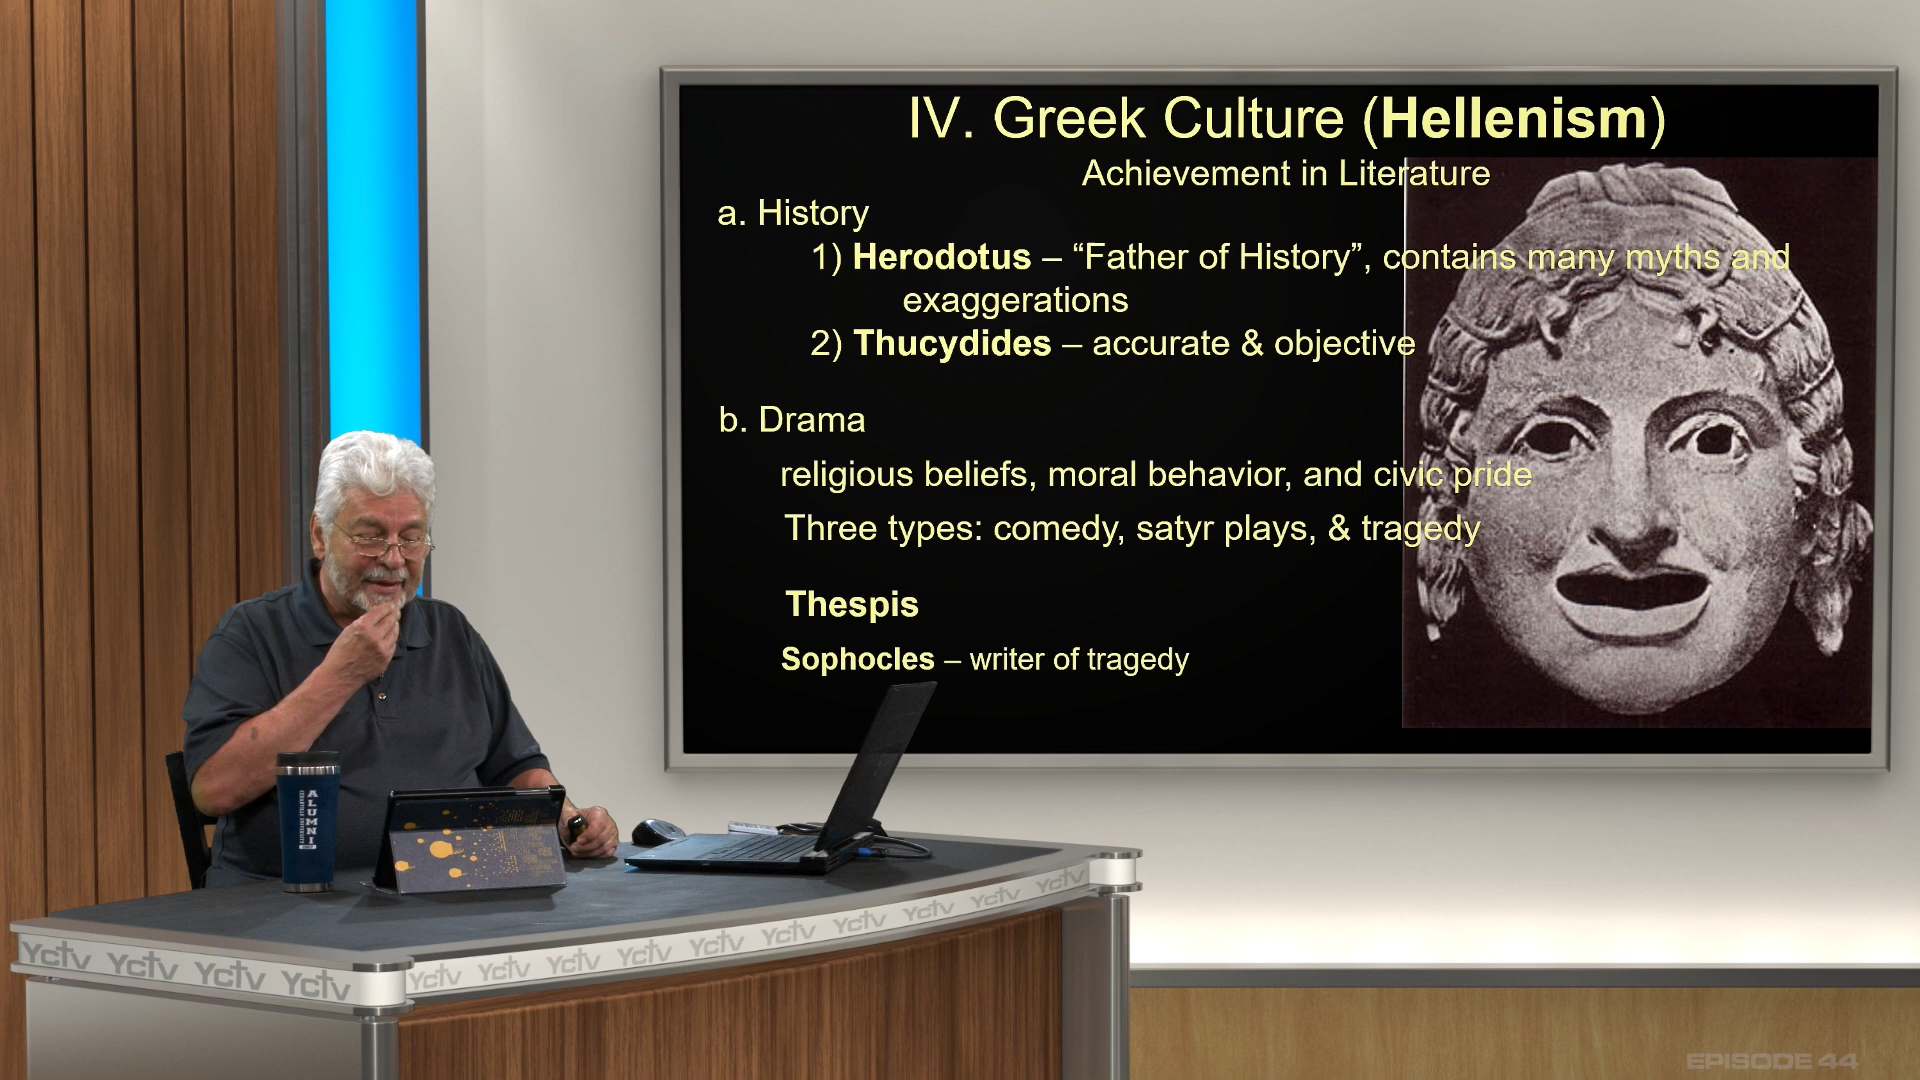 IV. Greek Culture (Hellenism)
Achievement in Literature
a. History
1) Herodotus – “Father of History”, contains many myths and
exaggerations
2) Thucydides – accurate & objective
b. Drama
religious beliefs, moral behavior, and civic pride
Three types: comedy, satyr plays, & tragedy
Thespis
Sophocles – writer of tragedy
ALUMNI
Yctv Yctv Yctv Yctv Yctv Yctv Yctv Yctv Yctv Yctv Yctv Yctv Yctv
EPISODE 44